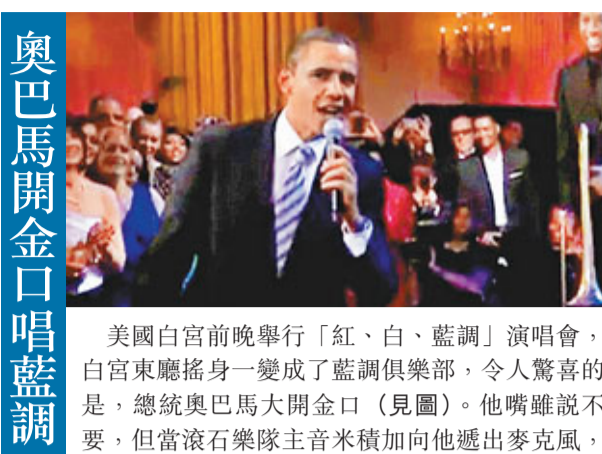 奧巴馬開金口唱藍調
美國白宮前晚舉行「紅、白、藍調」演唱會，
白宮東廳搖身一變成了藍調俱樂部，令人驚喜的
是，總統奧巴馬大開金口（見圖）。他嘴雖説不
要，但當滾石樂隊主音米積加向他遞出麥克風，